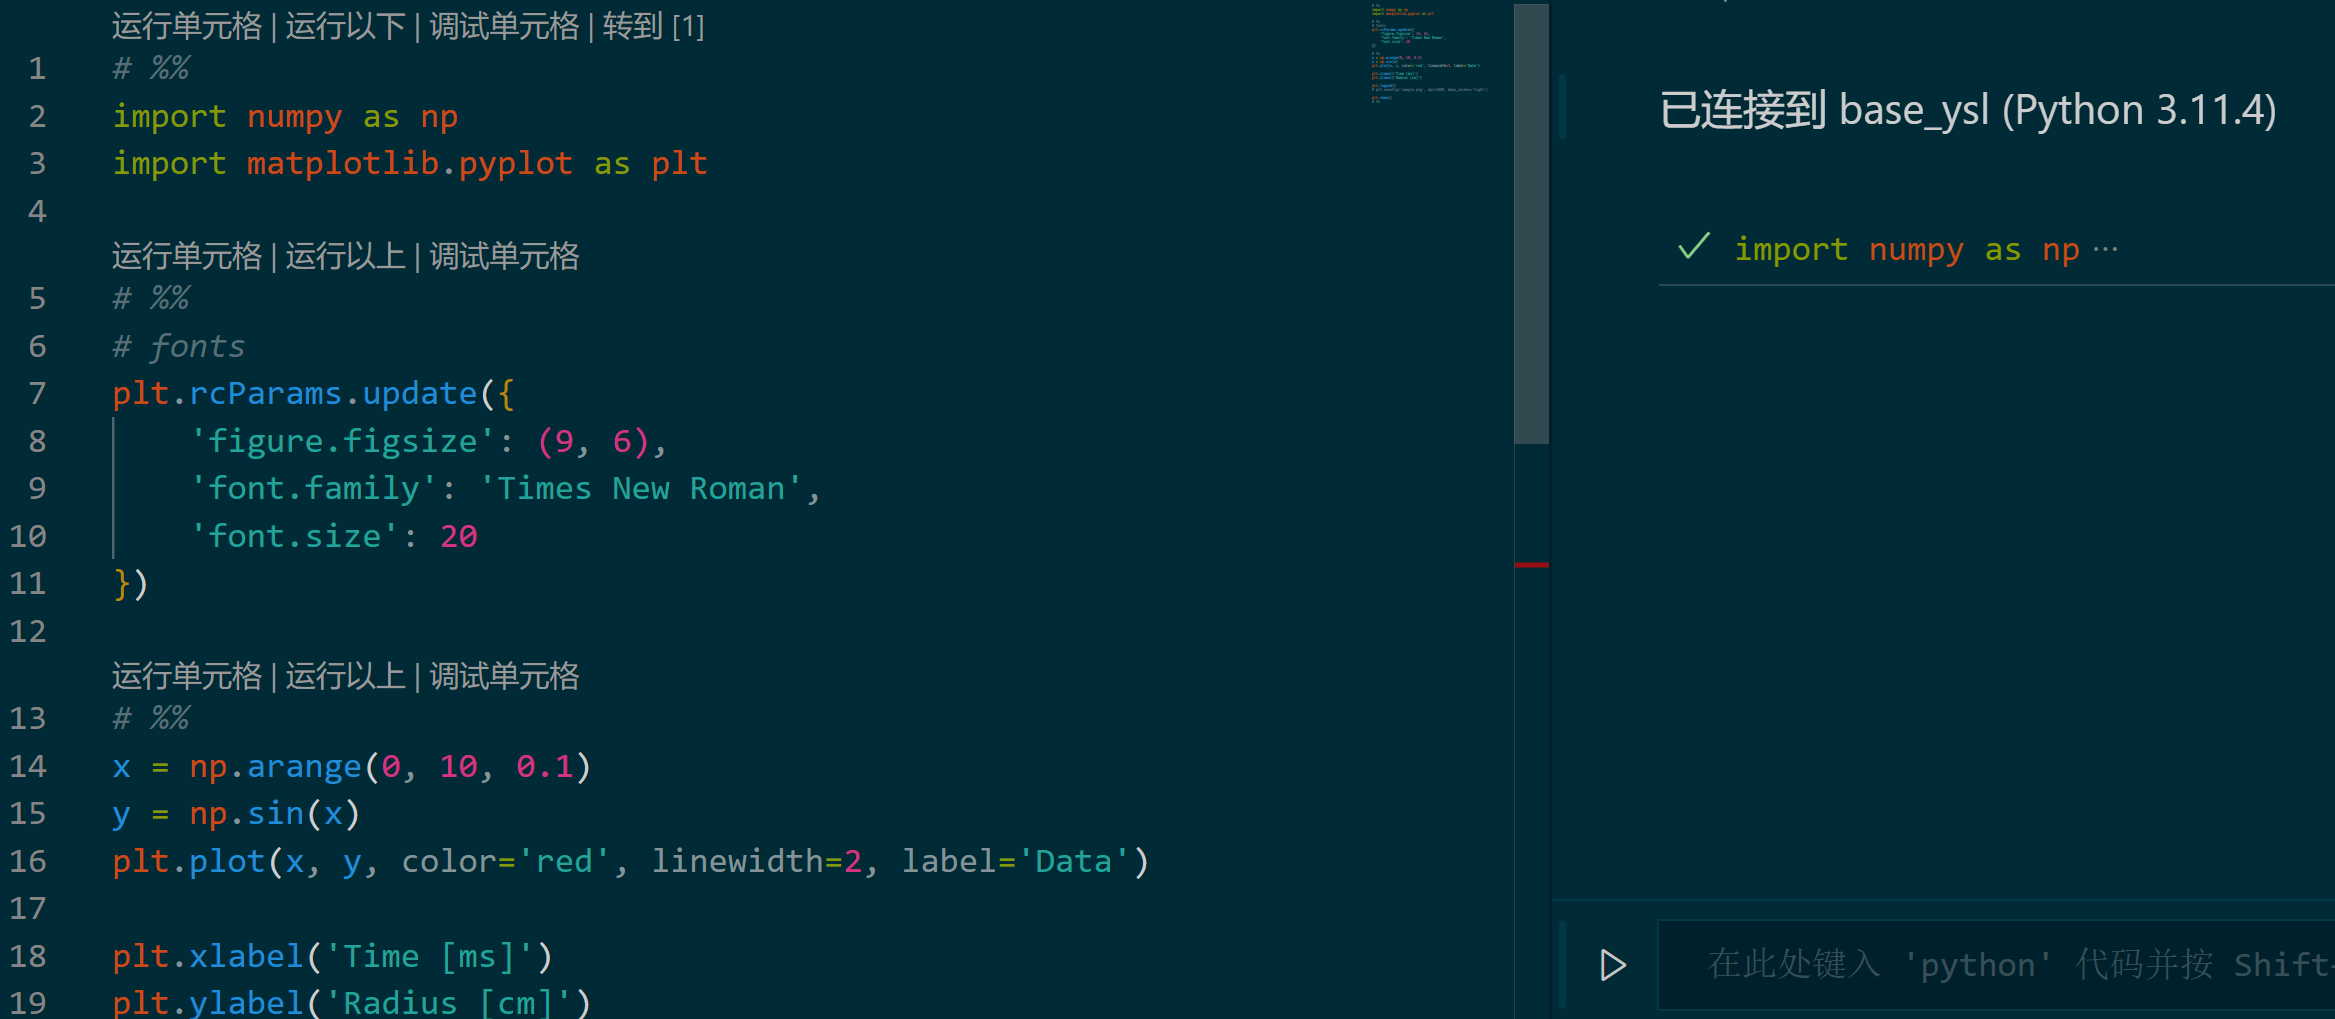 运行单元格 | 运行以下 | 调试单元格 | 转到 [1]
1 # %%
2 import numpy as np
3 import matplotlib.pyplot as plt
4
运行单元格 | 运行以上 | 调试单元格
5 # %%
6 # fonts
7 plt.rcParams.update({
8     'figure.figsize': (9, 6),
9     'font.family': 'Times New Roman',
10     'font.size': 20
11 })
12
运行单元格 | 运行以上 | 调试单元格
13 # %%
14 x = np.arange(0, 10, 0.1)
15 y = np.sin(x)
16 plt.plot(x, y, color='red', linewidth=2, label='Data')
17
18 plt.xlabel('Time [ms]')
19 plt.ylabel('Radius [cm]')
已连接到 base_ysl (Python 3.11.4)
import numpy as np ···
在此处键入 'python' 代码并按 Shift